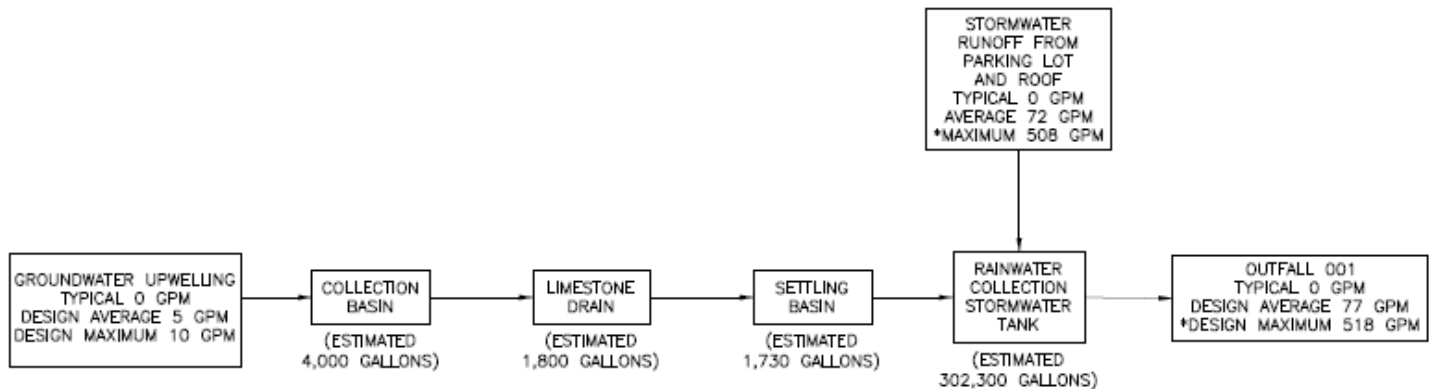 STORMWATER
RUNOFF FROM
PARKING LOT
AND ROOF
TYPICAL 0 GPM
AVERAGE 72 GPM
*MAXIMUM 508 GPM
GROUNDWATER UPWELLING
TYPICAL 0 GPM
DESIGN AVERAGE 5 GPM
DESIGN MAXIMUM 10 GPM
COLLECTION
BASIN
(ESTIMATED
4,000 GALLONS)
LIMESTONE
DRAIN
(ESTIMATED
1,800 GALLONS)
SETTLING
BASIN
(ESTIMATED
1,730 GALLONS)
RAINWATER
COLLECTION
STORMWATER
TANK
(ESTIMATED
302,300 GALLONS)
OUTFALL 001
TYPICAL 0 GPM
DESIGN AVERAGE 77 GPM
*DESIGN MAXIMUM 518 GPM